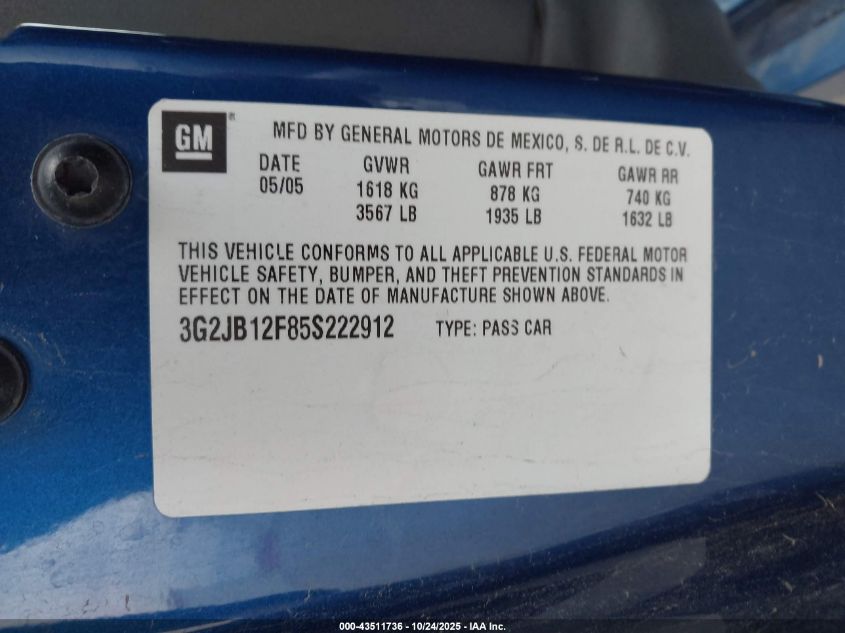 GM® MFD BY GENERAL MOTORS DE MEXICO, S. DE R.L. DE C.V.
DATE GVWR GAWR FRT GAWR RR
05/05 1618 KG 878 KG 740 KG
3567 LB 1935 LB 1632 LB
THIS VEHICLE CONFORMS TO ALL APPLICABLE U.S. FEDERAL MOTOR
VEHICLE SAFETY, BUMPER, AND THEFT PREVENTION STANDARDS IN
EFFECT ON THE DATE OF MANUFACTURE SHOWN ABOVE.
3G2JB12F85S222912 TYPE: PASS CAR
000-43511736 - 10/24/2025 - IAA Inc.